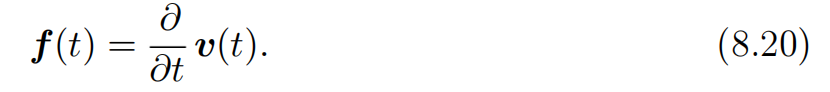 𝒇(t) = ∂/∂t 𝒗(t). (8.20)